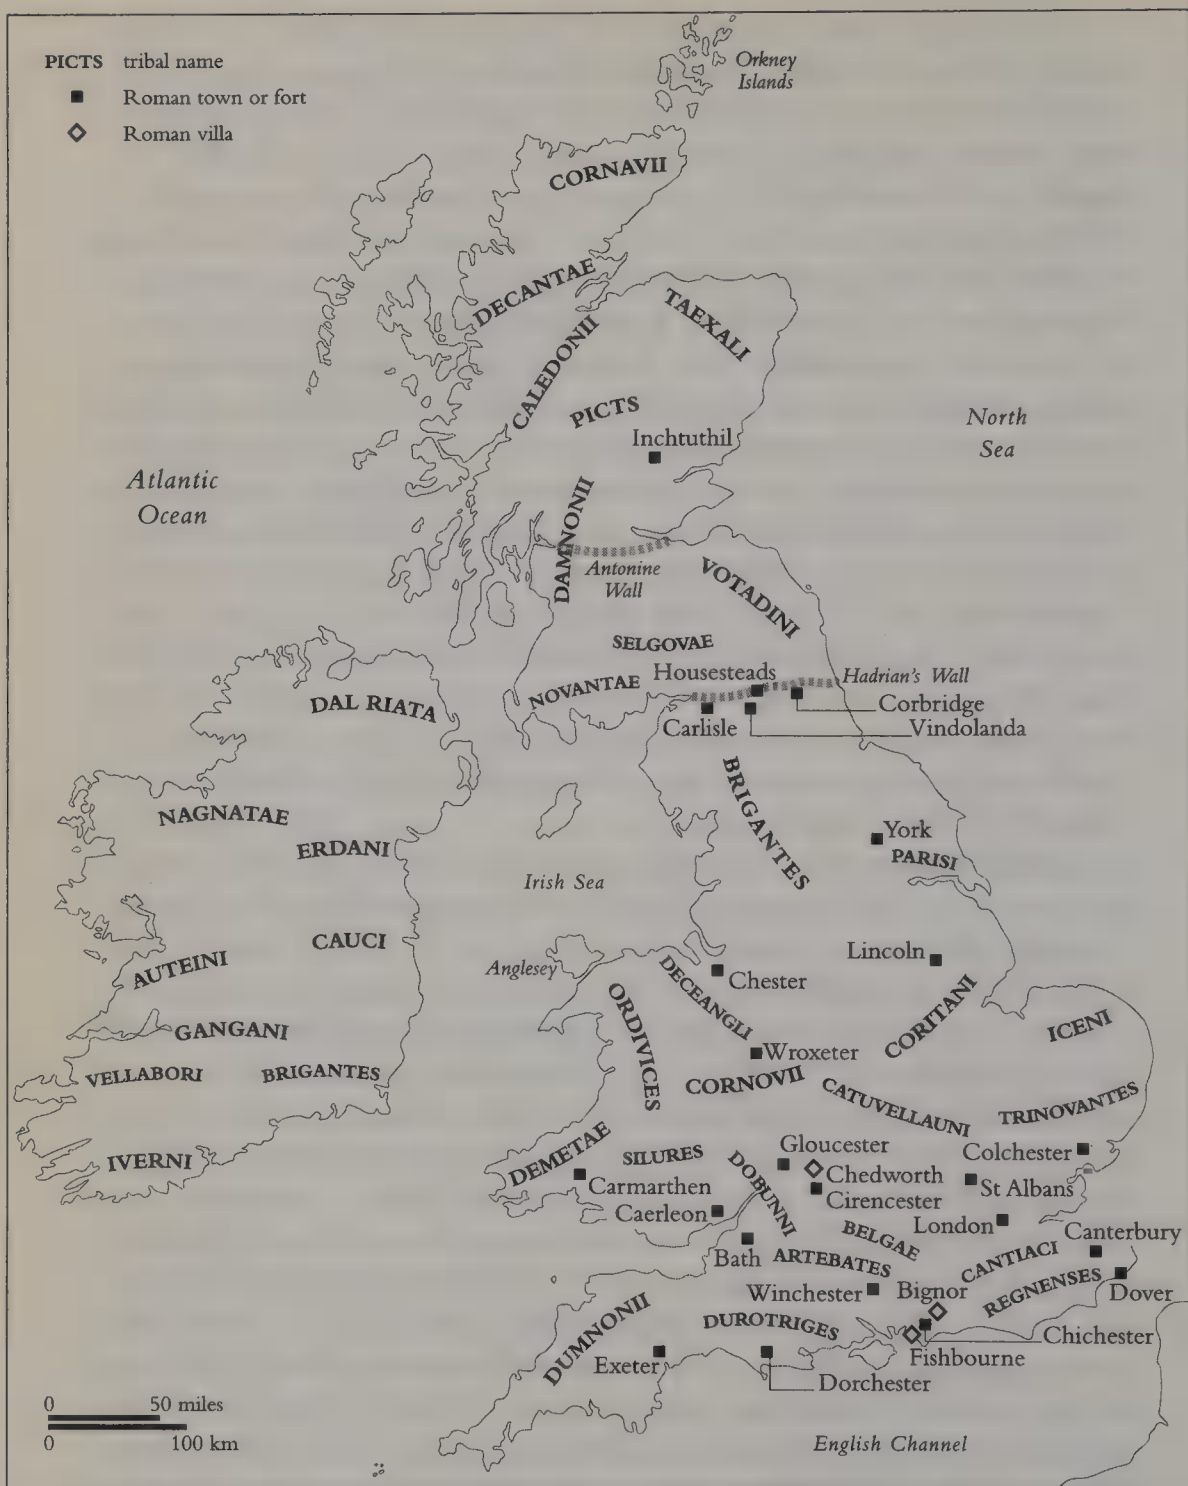 PICTS tribal name
Roman town or fort
Roman villa
Orkney
Islands
CORNAVII
DECANTAE
TAEXALI
CALEDONII
PICTS
Inchtuthil
North
Sea
Atlantic
Ocean
DAMNONII
Antonine
Wall
VOTADINI
SELGOVAE
Housesteads
Hadrian's Wall
NOVANTAE
Corbridge
Carlisle
Vindolanda
DAL RIATA
BRIGANTES
NAGNATAE
ERDANI
York
PARISI
Irish Sea
CAUCI
Lincoln
AUTEINI
Anglesey
DECEANGLI
Chester
ORDIVICES
CORITANI
GANGANI
ICENI
Wroxeter
VELLABORI
BRIGANTES
CORNOVII
CATUVELLAUNI
TRINOVANTES
IVERNI
DEMETAE
SILURES
Gloucester
Colchester
DOBUNNI
Chedworth
Carmarthen
Cirencester
St Albans
Caerleon
London
Canterbury
BELGAE
Bath
ARTEBATES
CANTIACI
Winchester
Bignor
REGNENSES
Dover
DUMNONII
DUROTRIGES
Chichester
Exeter
Fishbourne
Dorchester
0 50 miles
0 100 km
English Channel